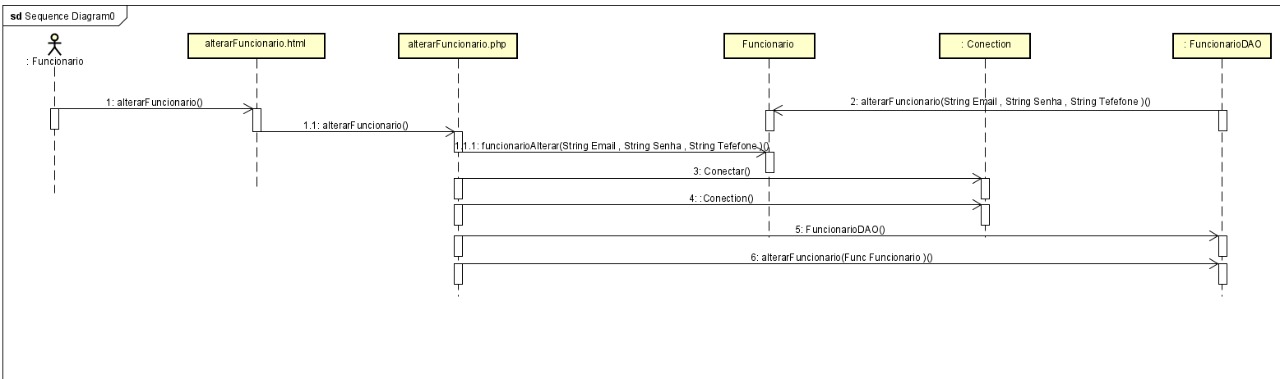 sd Sequence Diagram0
: Funcionario
alterarFuncionario.html
alterarFuncionario.php
Funcionario
: Conection
: FuncionarioDAO
1: alterarFuncionario()
2: alterarFuncionario(String Email , String Senha , String Tefefone )()
1.1: alterarFuncionario()
1.1.1: funcionarioAlterar(String Email , String Senha , String Tefefone )()
3: Conectar()
4: :Conection()
5: FuncionarioDAO()
6: alterarFuncionario(Func Funcionario )()